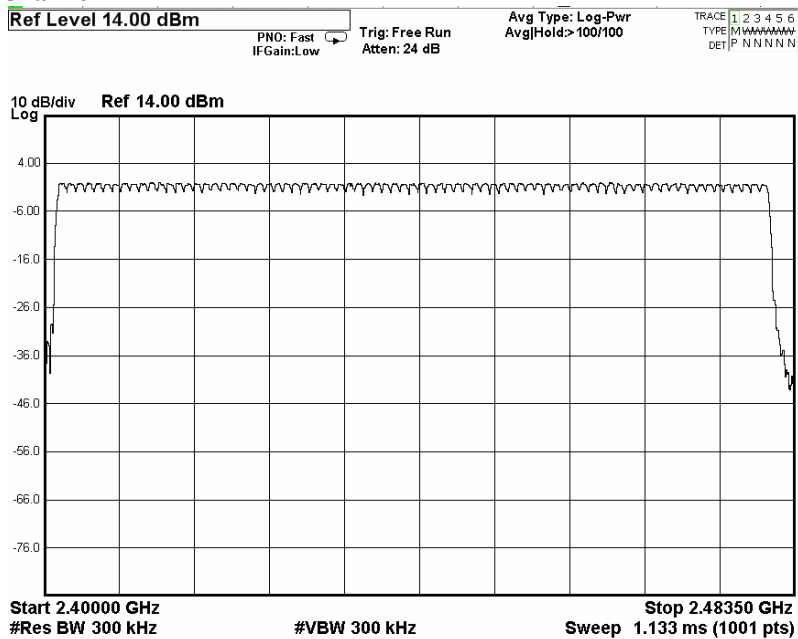 Ref Level 14.00 dBm
PNO: Fast
IFGain:Low
Trig: Free Run
Atten: 24 dB
Avg Type: Log-Pwr
Avg|Hold:>100/100
TRACE 1 2 3 4 5 6
TYPE M
DET P N N N N N
10 dB/div Ref 14.00 dBm
Log
4.00
-6.00
-16.0
-26.0
-36.0
-46.0
-56.0
-66.0
-76.0
Start 2.40000 GHz Stop 2.48350 GHz
#Res BW 300 kHz #VBW 300 kHz Sweep 1.133 ms (1001 pts)